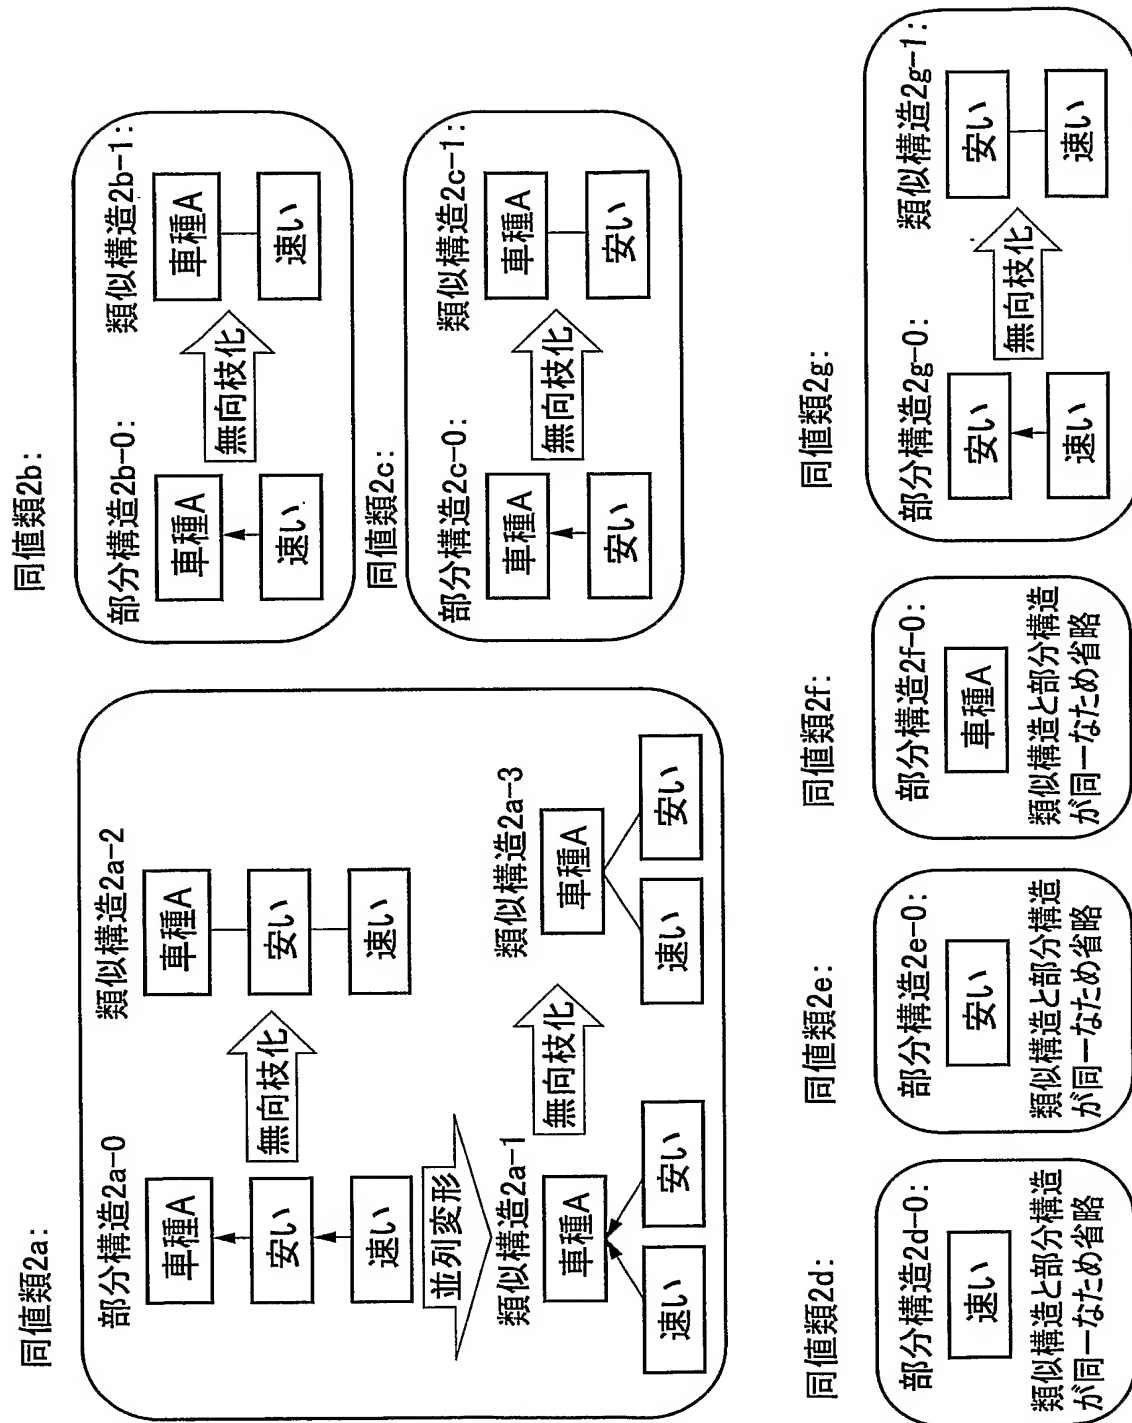 同値類2a:
部分構造2a-0
車種A
安い
速い
無向枝化
類似構造2a-2
車種A
安い
速い
並列変形
類似構造2a-1
車種A
速い
安い
無向枝化
類似構造2a-3
車種A
速い
安い
同値類2b:
部分構造2b-0:
車種A
速い
無向枝化
類似構造2b-1:
車種A
速い
同値類2c:
部分構造2c-0:
車種A
安い
無向枝化
類似構造2c-1:
車種A
安い
同値類2d:
部分構造2d-0:
速い
類似構造と部分構造
が同一なため省略
同値類2e:
部分構造2e-0:
安い
類似構造と部分構造
が同一なため省略
同値類2f:
部分構造2f-0:
車種A
類似構造と部分構造
が同一なため省略
同値類2g:
部分構造2g-0:
安い
速い
無向枝化
類似構造2g-1:
安い
速い